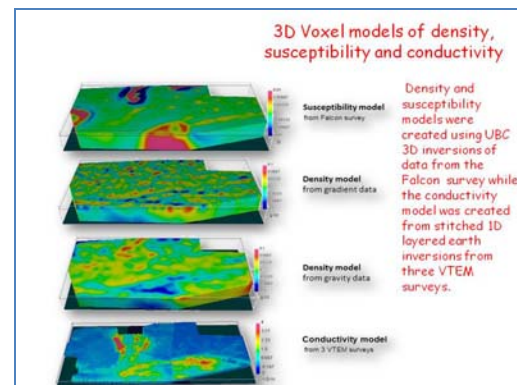 3D Voxel models of density,
susceptibility and conductivity
Susceptibility model
from Falcon survey
Density model
from gradient data
Density model
from gravity data
Conductivity model
from 3 VTEM surveys
Density and
susceptibility
models were
created using UBC
3D inversions of
data from the
Falcon survey while
the conductivity
model was created
from stitched 1D
layered earth
inversions from
three VTEM
surveys.